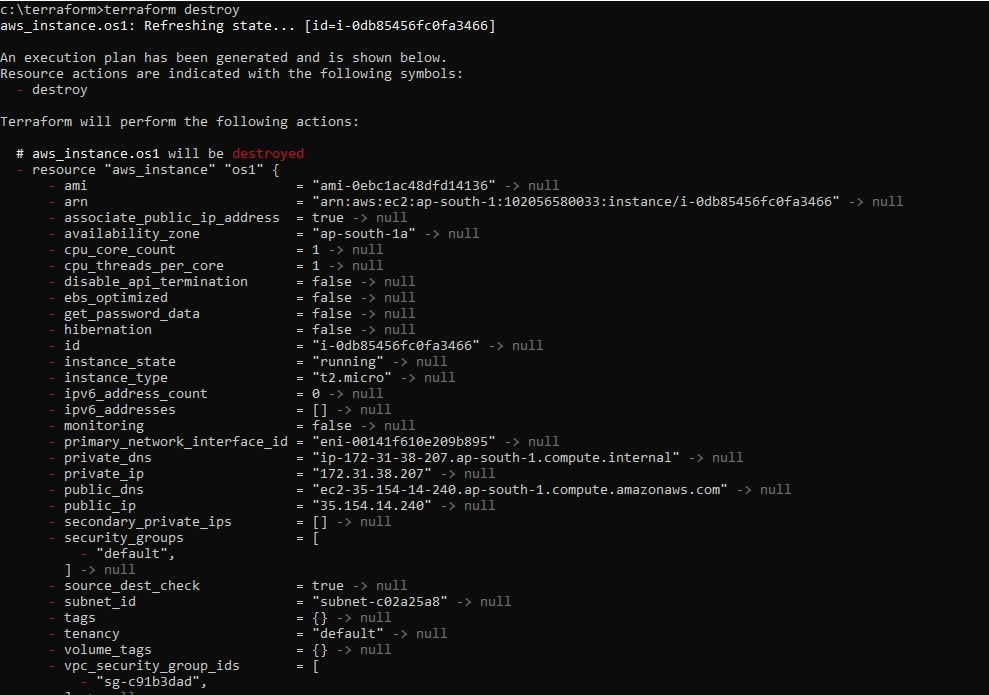 c:\terraform>terraform destroy
aws_instance.os1: Refreshing state... [id=i-0db85456fc0fa3466]
An execution plan has been generated and is shown below.
Resource actions are indicated with the following symbols:
- destroy
Terraform will perform the following actions:
# aws_instance.os1 will be destroyed
- resource "aws_instance" "os1" {
- ami = "ami-0ebc1ac48dfd14136" -> null
- arn = "arn:aws:ec2:ap-south-1:102056580033:instance/i-0db85456fc0fa3466" -> null
- associate_public_ip_address = true -> null
- availability_zone = "ap-south-1a" -> null
- cpu_core_count = 1 -> null
- cpu_threads_per_core = 1 -> null
- disable_api_termination = false -> null
- ebs_optimized = false -> null
- get_password_data = false -> null
- hibernation = false -> null
- id = "i-0db85456fc0fa3466" -> null
- instance_state = "running" -> null
- instance_type = "t2.micro" -> null
- ipv6_address_count = 0 -> null
- ipv6_addresses = [] -> null
- monitoring = false -> null
- primary_network_interface_id = "eni-00141f610e209b895" -> null
- private_dns = "ip-172-31-38-207.ap-south-1.compute.internal" -> null
- private_ip = "172.31.38.207" -> null
- public_dns = "ec2-35-154-14-240.ap-south-1.compute.amazonaws.com" -> null
- public_ip = "35.154.14.240" -> null
- secondary_private_ips = [] -> null
- security_groups = [
- "default",
] -> null
- source_dest_check = true -> null
- subnet_id = "subnet-c02a25a8" -> null
- tags = {} -> null
- tenancy = "default" -> null
- volume_tags = {} -> null
- vpc_security_group_ids = [
- "sg-c91b3dad",